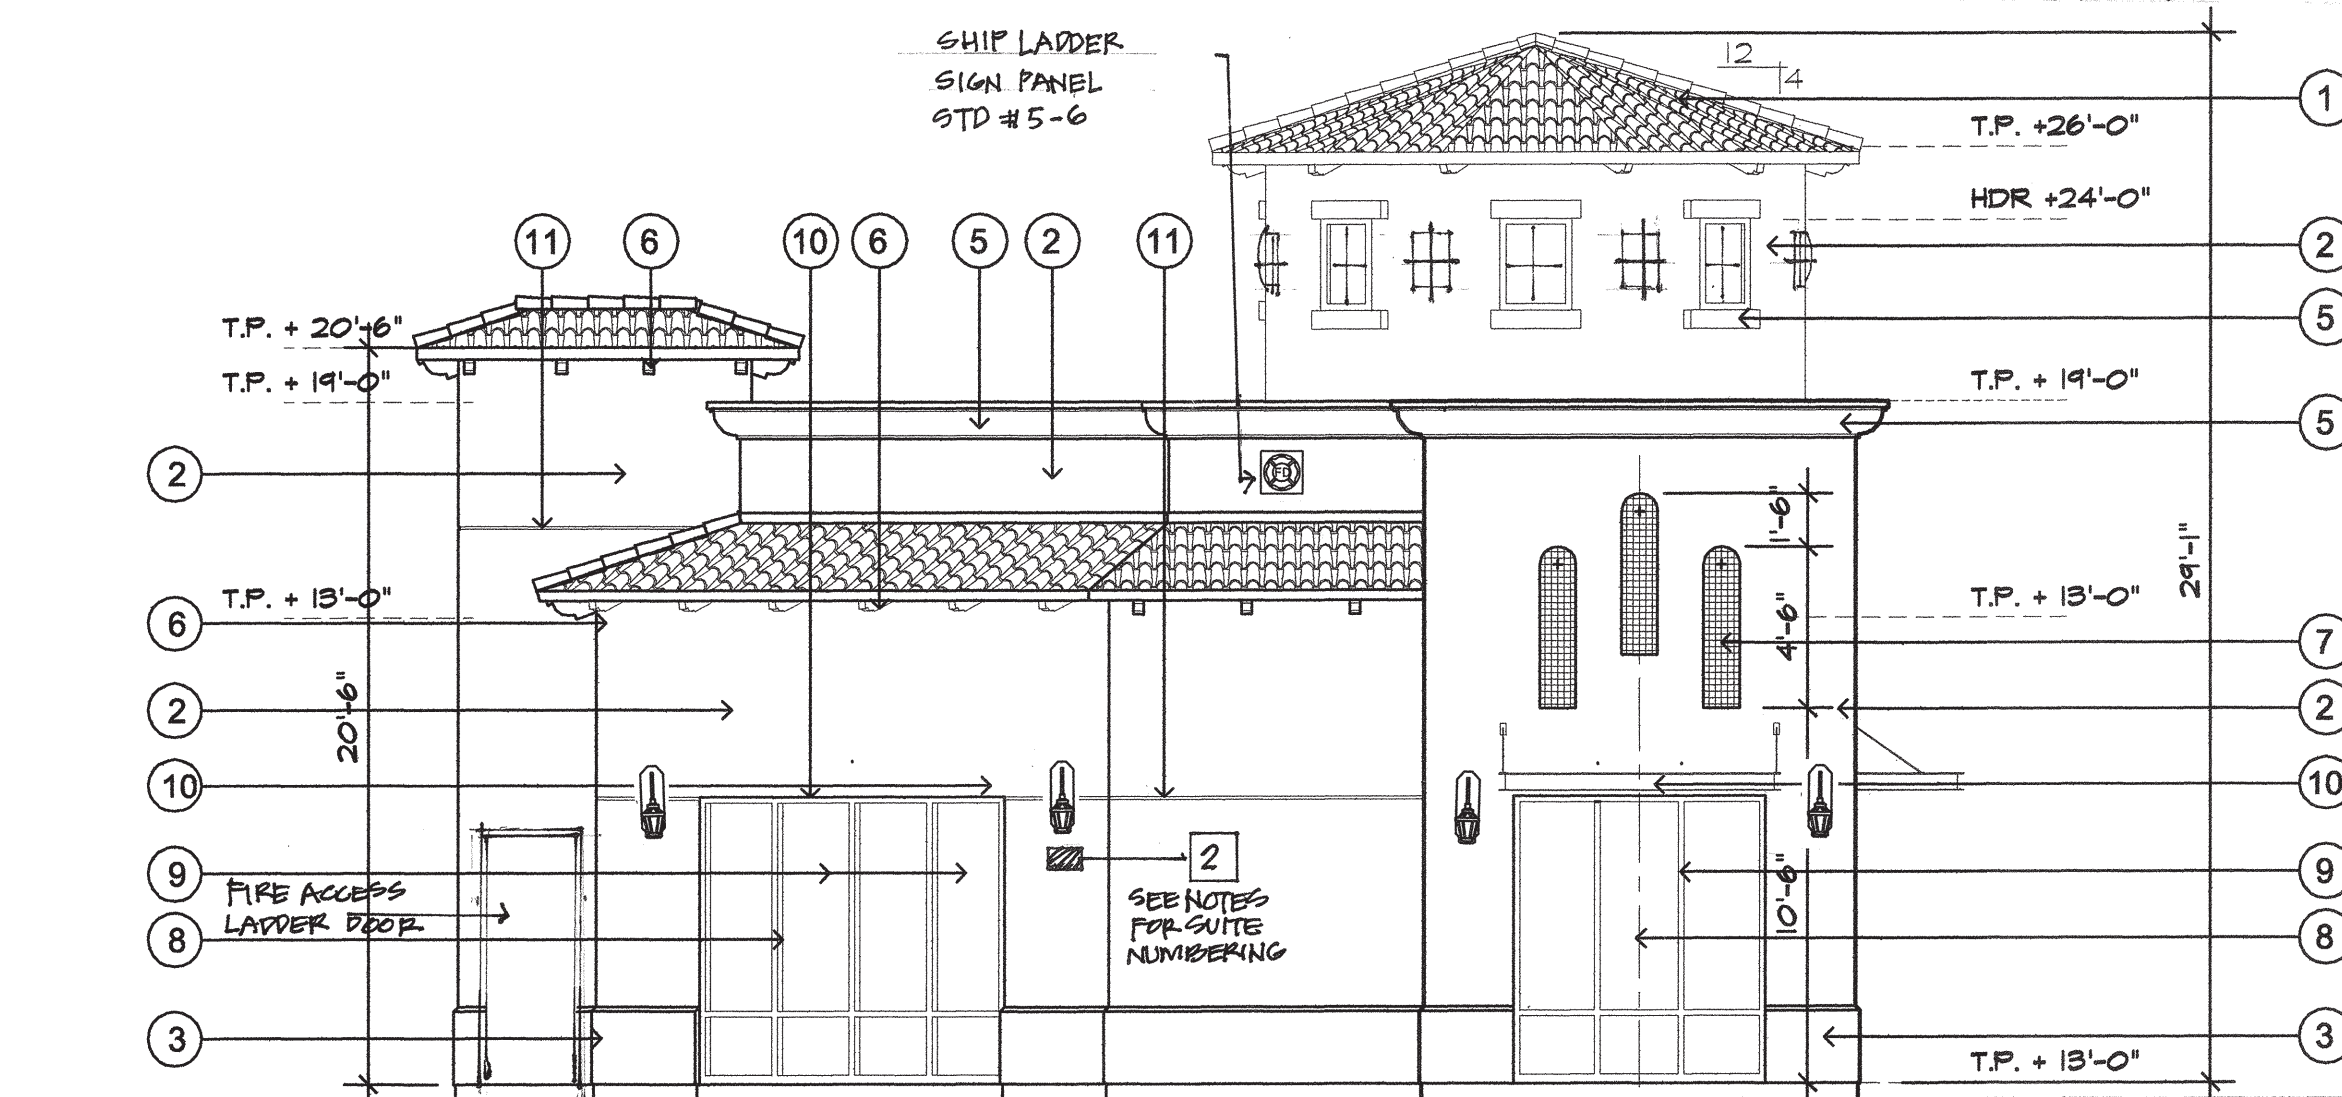 SHIP LADDER
SIGN PANEL
STD #5-6
12
4
1
T.P. +26'-0"
HDR +24'-0"
11
6
10
6
5
2
11
2
5
T.P. + 20'-6"
T.P. + 19'-0"
T.P. + 19'-0"
5
2
FD
1'-6"
29'-1"
T.P. + 13'-0"
T.P. + 13'-0"
6
4'-6"
7
20'-6"
2
2
10
10
2
9
9
FIRE ACCESS
LADDER DOOR
SEE NOTES
FOR SUITE
NUMBERING
10'-6"
8
8
3
3
T.P. + 13'-0"